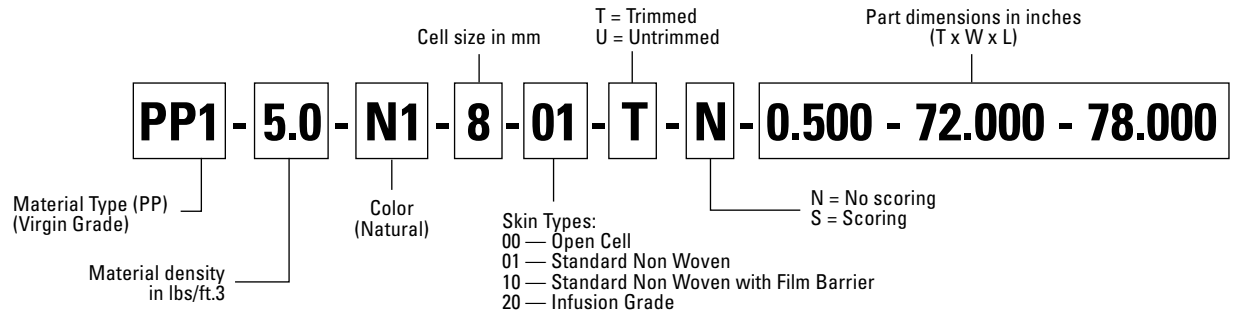 T = Trimmed
U = Untrimmed
Part dimensions in inches
(T x W x L)
Cell size in mm
PP1 - 5.0 - N1 - 8 - 01 - T - N - 0.500 - 72.000 - 78.000
Material Type (PP)
(Virgin Grade)
Color
(Natural)
Material density
in lbs/ft.3
Skin Types:
00 — Open Cell
01 — Standard Non Woven
10 — Standard Non Woven with Film Barrier
20 — Infusion Grade
N = No scoring
S = Scoring